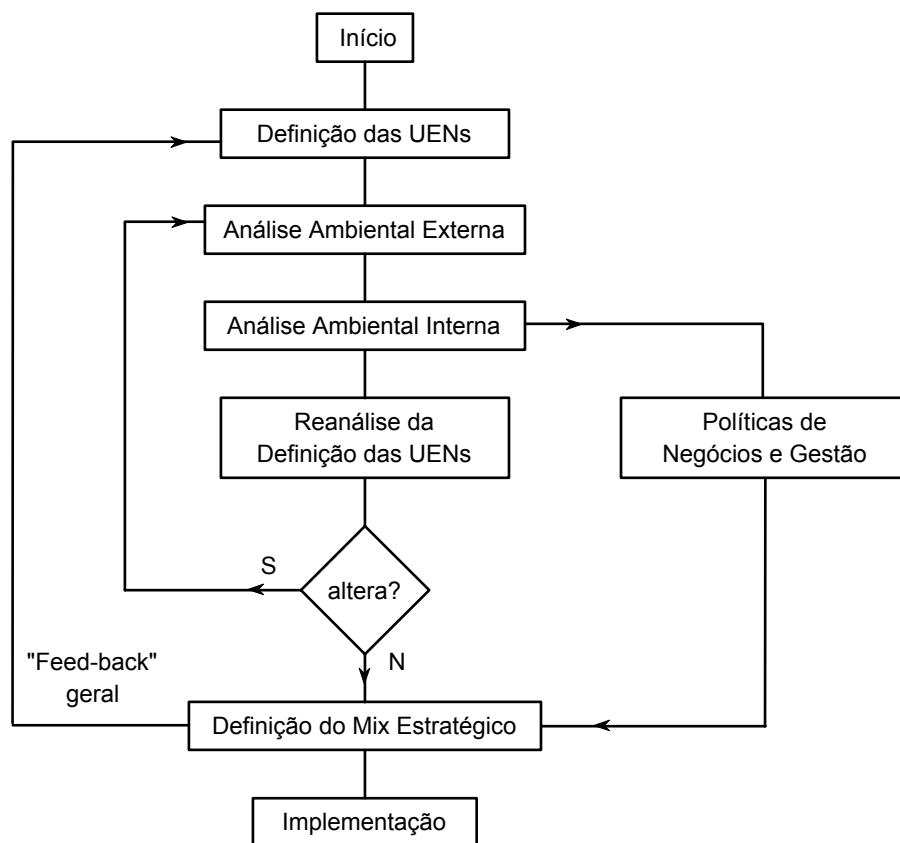 Início
Definição das UENs
Análise Ambiental Externa
Análise Ambiental Interna
Reanálise da
Definição das UENs
Políticas de
Negócios e Gestão
S
altera?
N
"Feed-back"
geral
Definição do Mix Estratégico
Implementação